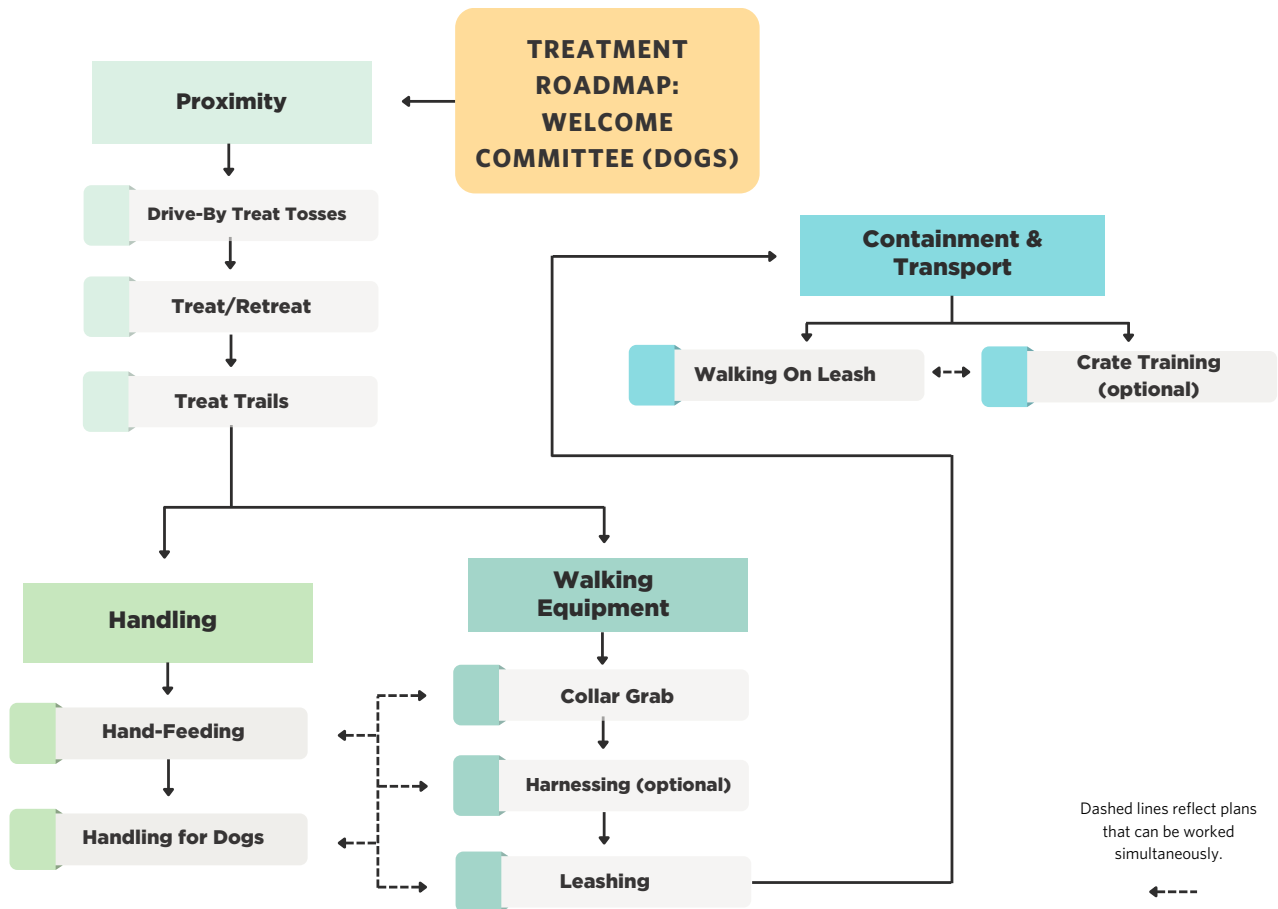 TREATMENT
ROADMAP:
WELCOME
COMMITTEE (DOGS)
Proximity
Drive-By Treat Tosses
Treat/Retreat
Treat Trails
Containment &
Transport
Walking On Leash
Crate Training
(optional)
Handling
Hand-Feeding
Handling for Dogs
Walking
Equipment
Collar Grab
Harnessing (optional)
Leashing
Dashed lines reflect plans
that can be worked
simultaneously.